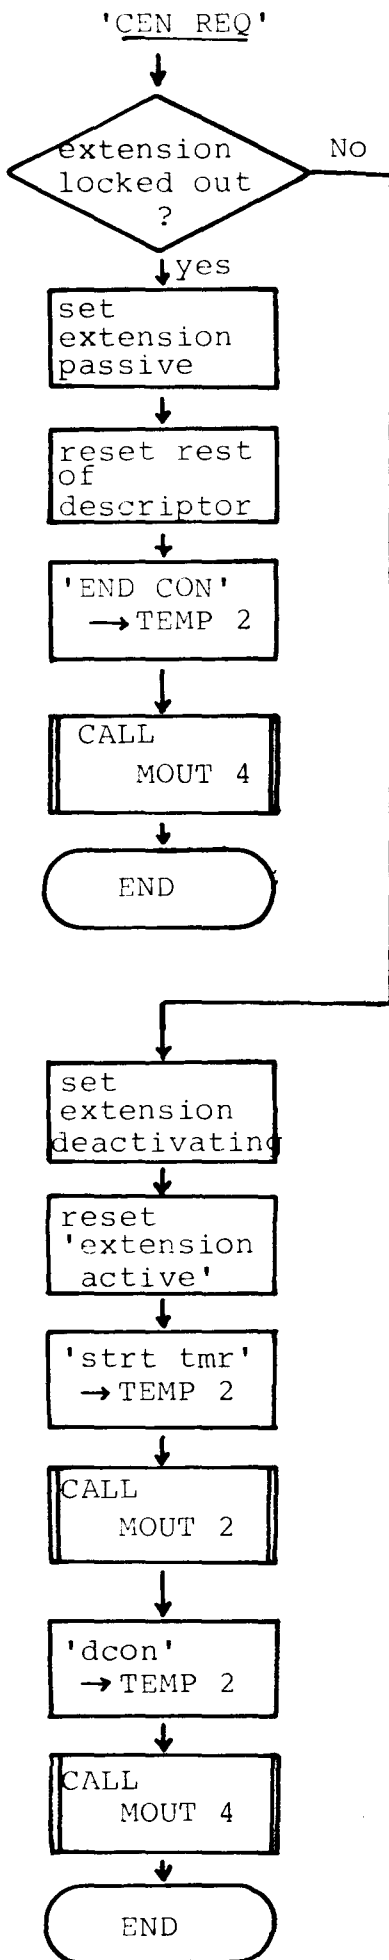 'CEN REQ'
extension
locked out
?
No
yes
set
extension
passive
reset rest
of
descriptor
'END CON'
→ TEMP 2
CALL
MOUT 4
END
set
extension
deactivating
reset
'extension
active'
'strt tmr'
→ TEMP 2
CALL
MOUT 2
'dcon'
→ TEMP 2
CALL
MOUT 4
END